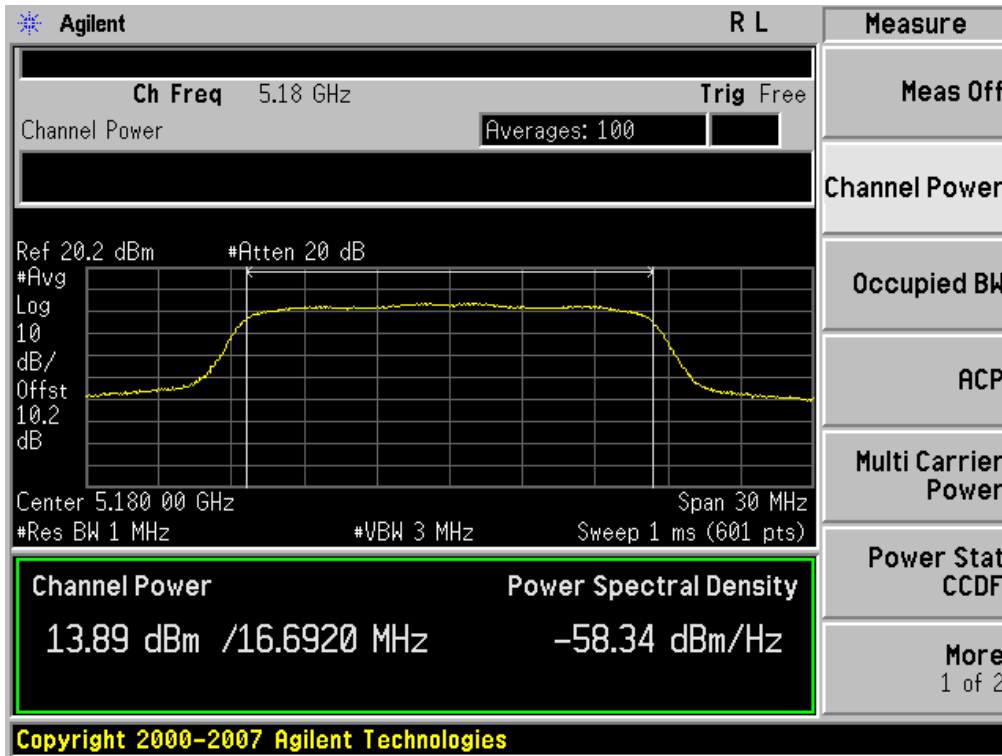 Agilent R L
Ch Freq 5.18 GHz Trig Free
Channel Power Averages: 100
Ref 20.2 dBm #Atten 20 dB
#Avg
Log
10
dB/
Offst
10.2
dB
Center 5.180 00 GHz Span 30 MHz
#Res BW 1 MHz #VBW 3 MHz Sweep 1 ms (601 pts)
Channel Power Power Spectral Density
13.89 dBm /16.6920 MHz -58.34 dBm/Hz
Copyright 2000-2007 Agilent Technologies
Measure
Meas Off
Channel Power
Occupied BW
ACP
Multi Carrier
Power
Power Stat
CCDF
More
1 of 2